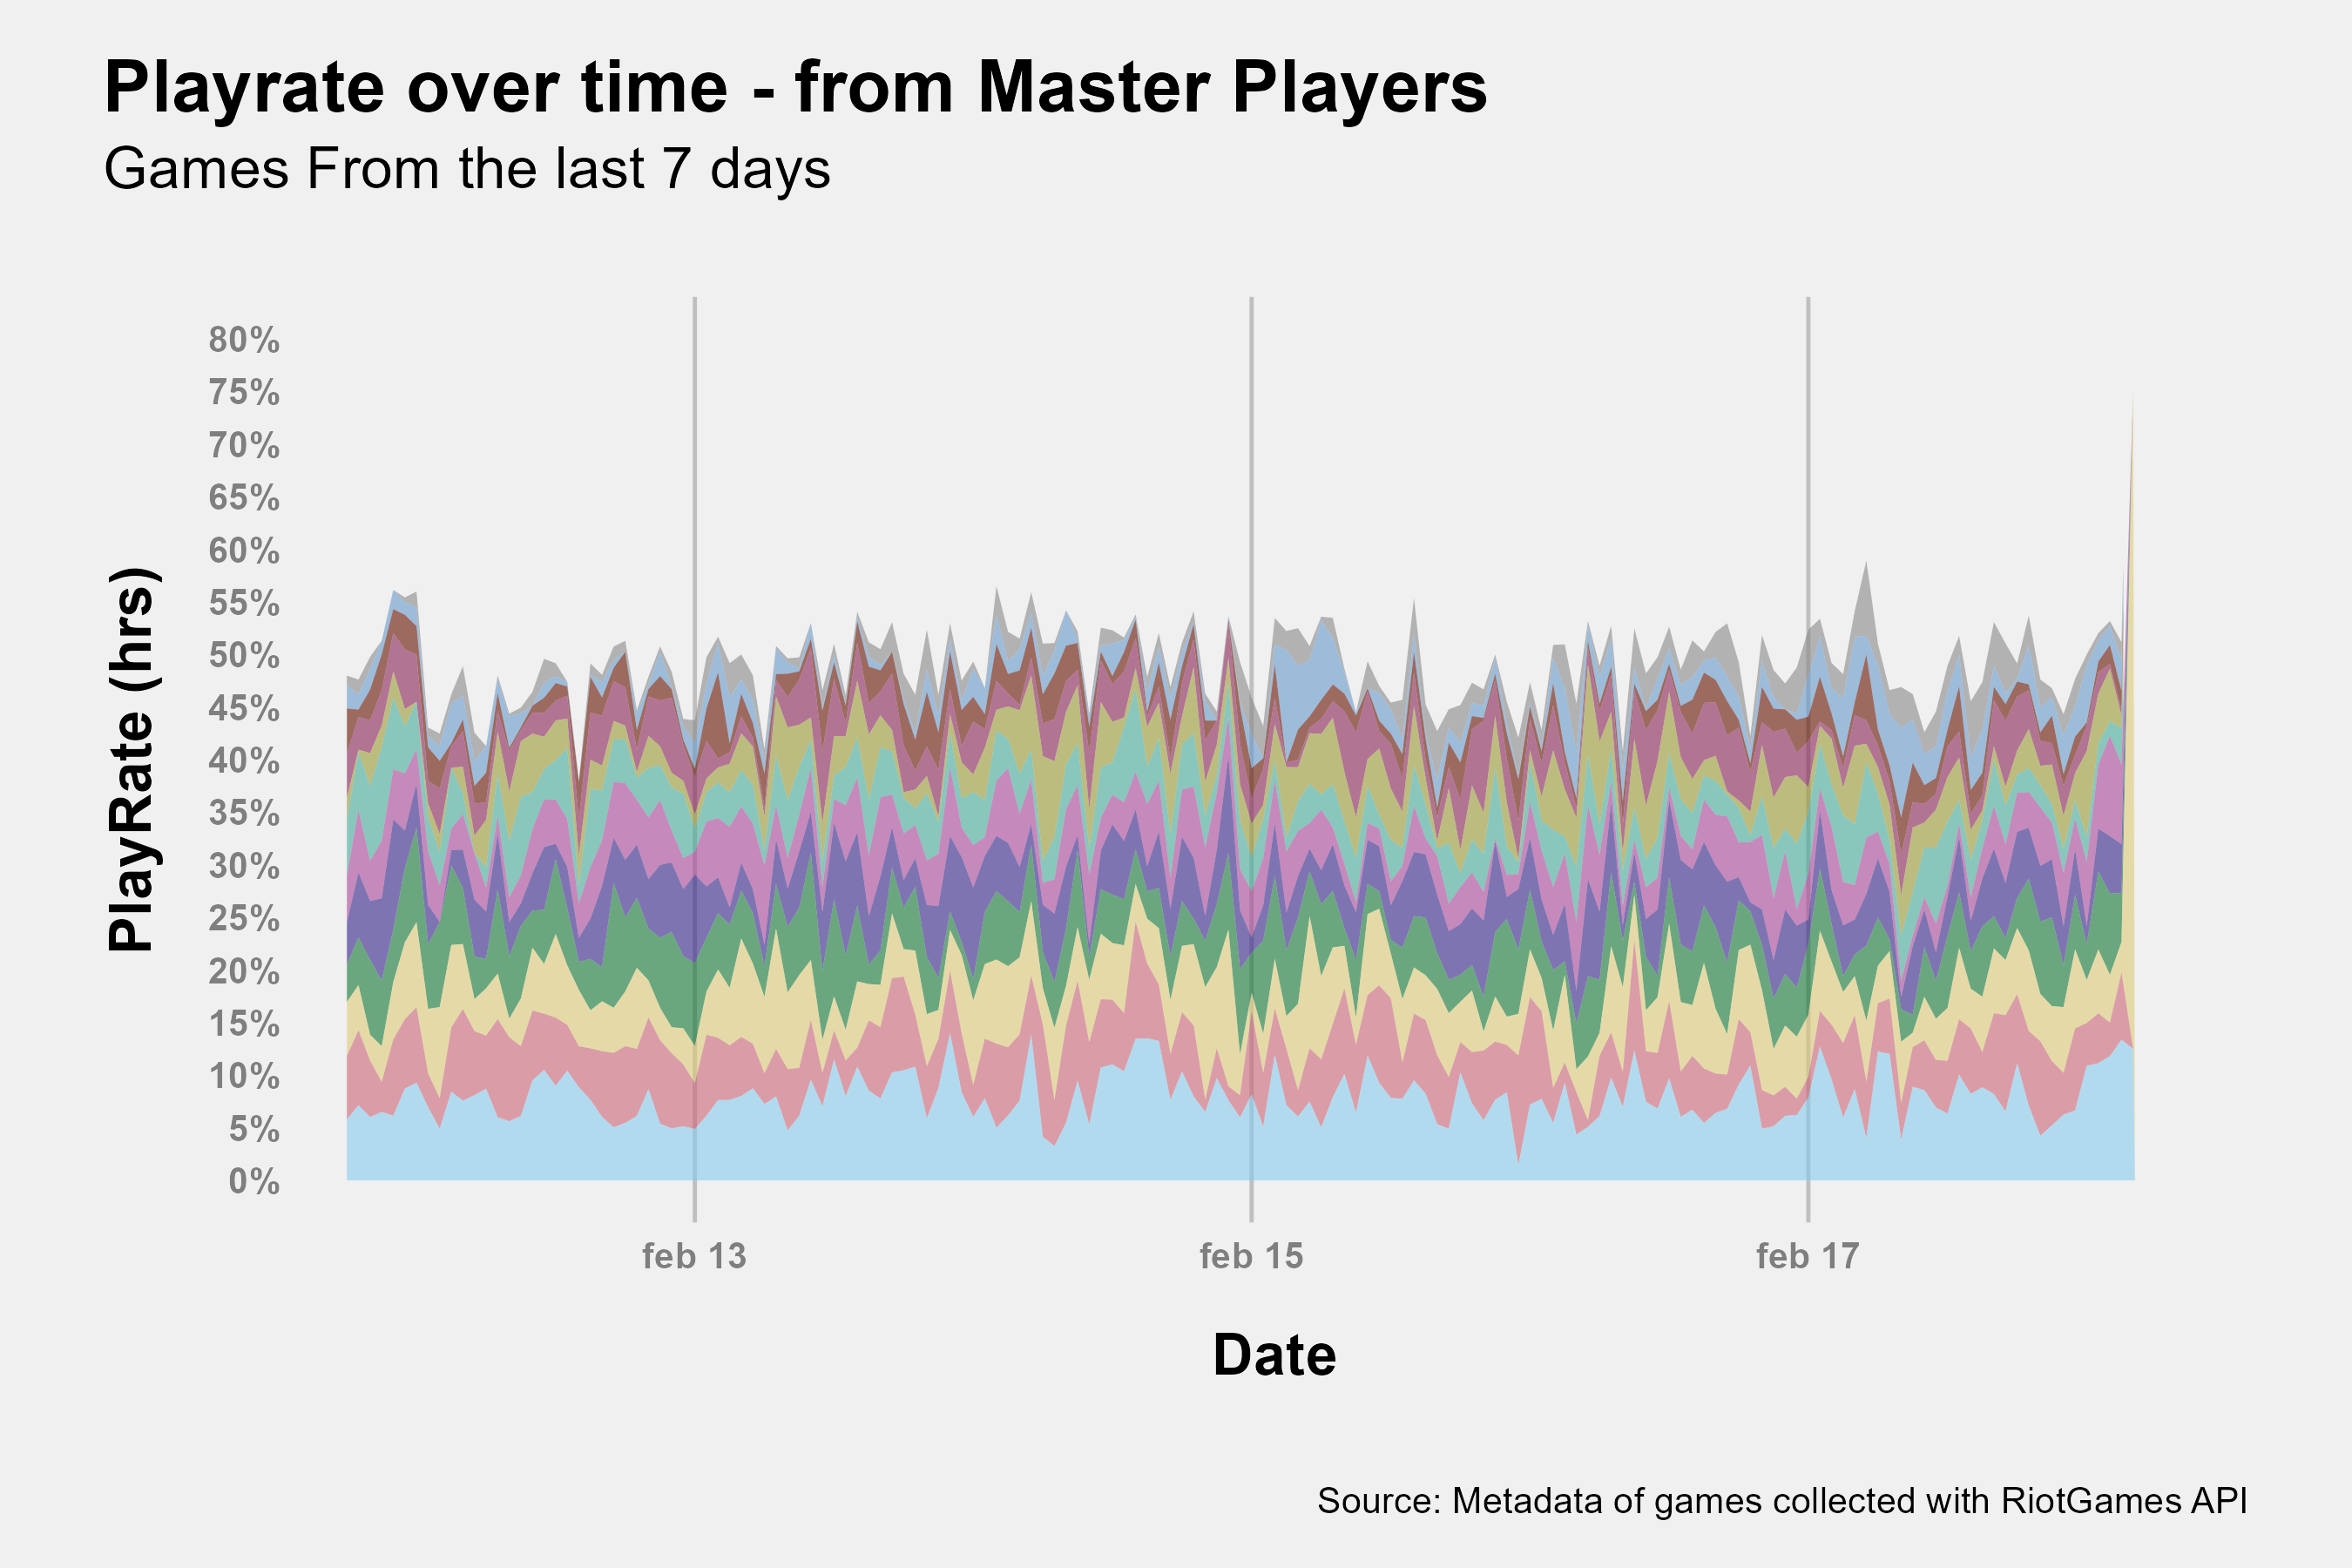 Playrate over time - from Master Players
Games From the last 7 days
PlayRate (hrs)
80%
75%
70%
65%
60%
55%
50%
45%
40%
35%
30%
25%
20%
15%
10%
5%
0%
feb 13
feb 15
feb 17
Date
Source: Metadata of games collected with RiotGames API